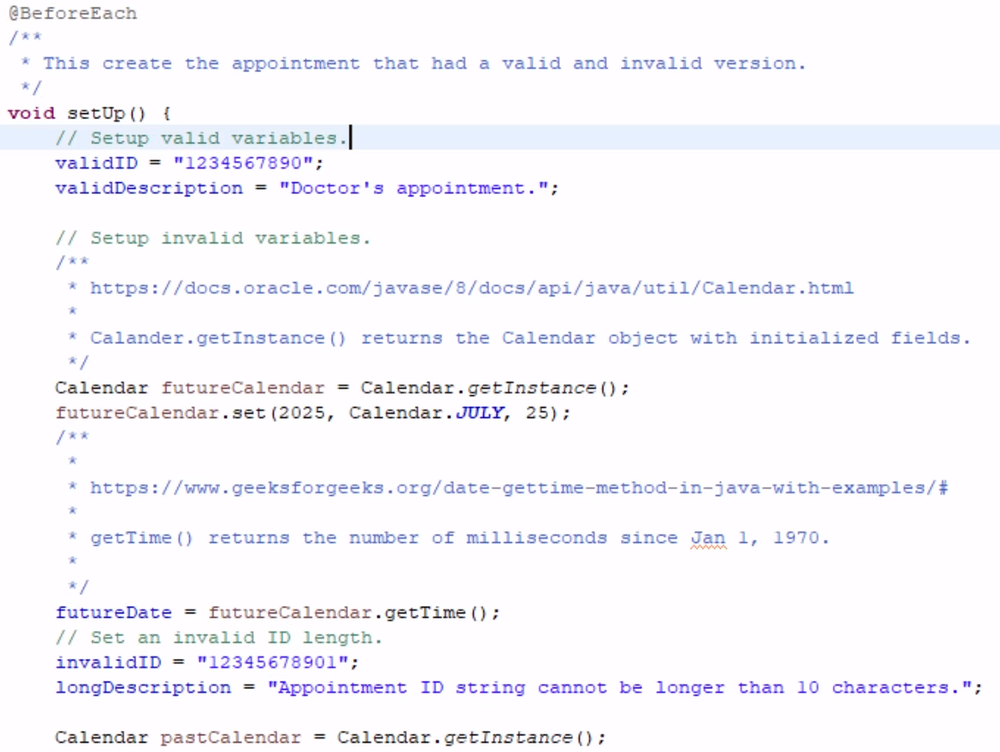 @BeforeEach
/**
 * This create the appointment that had a valid and invalid version.
 */
void setUp() {
    // Setup valid variables.
    validID = "1234567890";
    validDescription = "Doctor's appointment.";

    // Setup invalid variables.
    /**
     * https://docs.oracle.com/javase/8/docs/api/java/util/Calendar.html
     *
     * Calander.getInstance() returns the Calendar object with initialized fields.
     */
    Calendar futureCalendar = Calendar.getInstance();
    futureCalendar.set(2025, Calendar.JULY, 25);
    /**
     *
     * https://www.geeksforgeeks.org/date-gettime-method-in-java-with-examples/#
     *
     * getTime() returns the number of milliseconds since Jan 1, 1970.
     *
     */
    futureDate = futureCalendar.getTime();
    // Set an invalid ID length.
    invalidID = "12345678901";
    longDescription = "Appointment ID string cannot be longer than 10 characters.";

    Calendar pastCalendar = Calendar.getInstance();